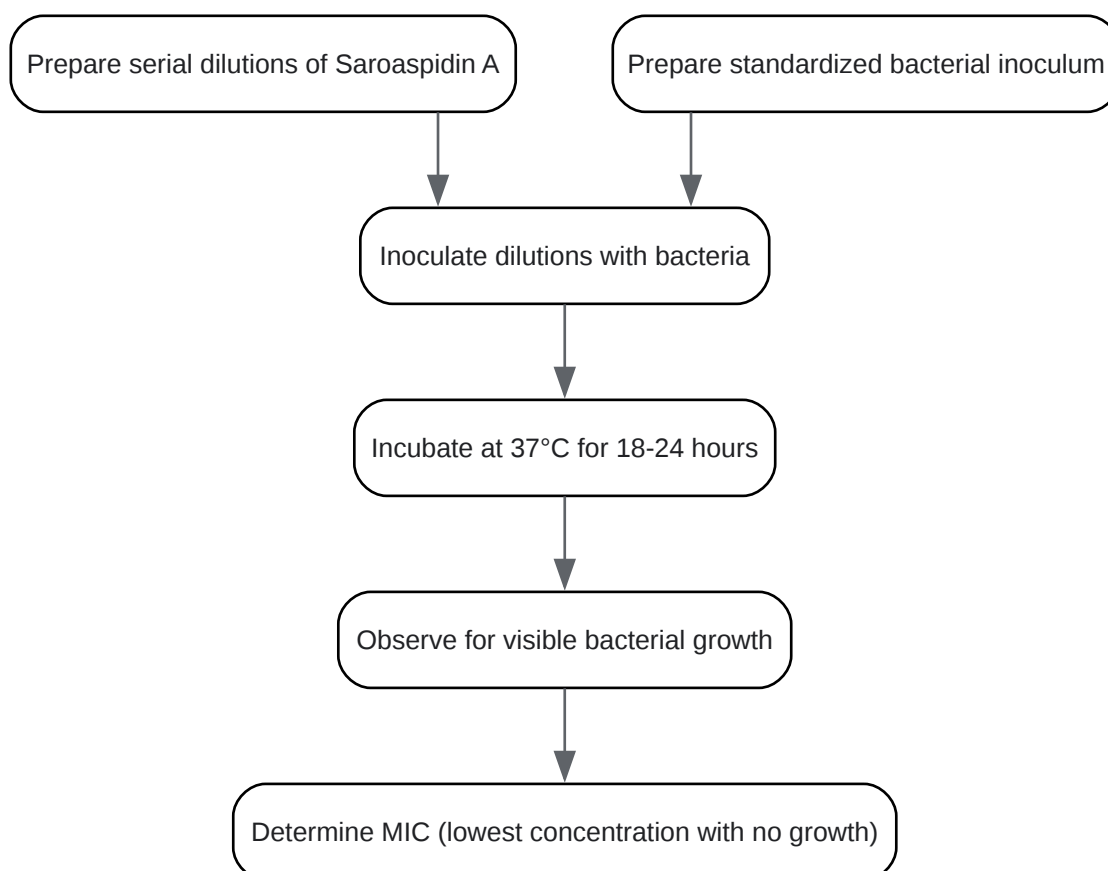 Prepare serial dilutions of Saroaspidin A
Prepare standardized bacterial inoculum
Inoculate dilutions with bacteria
Incubate at 37°C for 18-24 hours
Observe for visible bacterial growth
Determine MIC (lowest concentration with no growth)